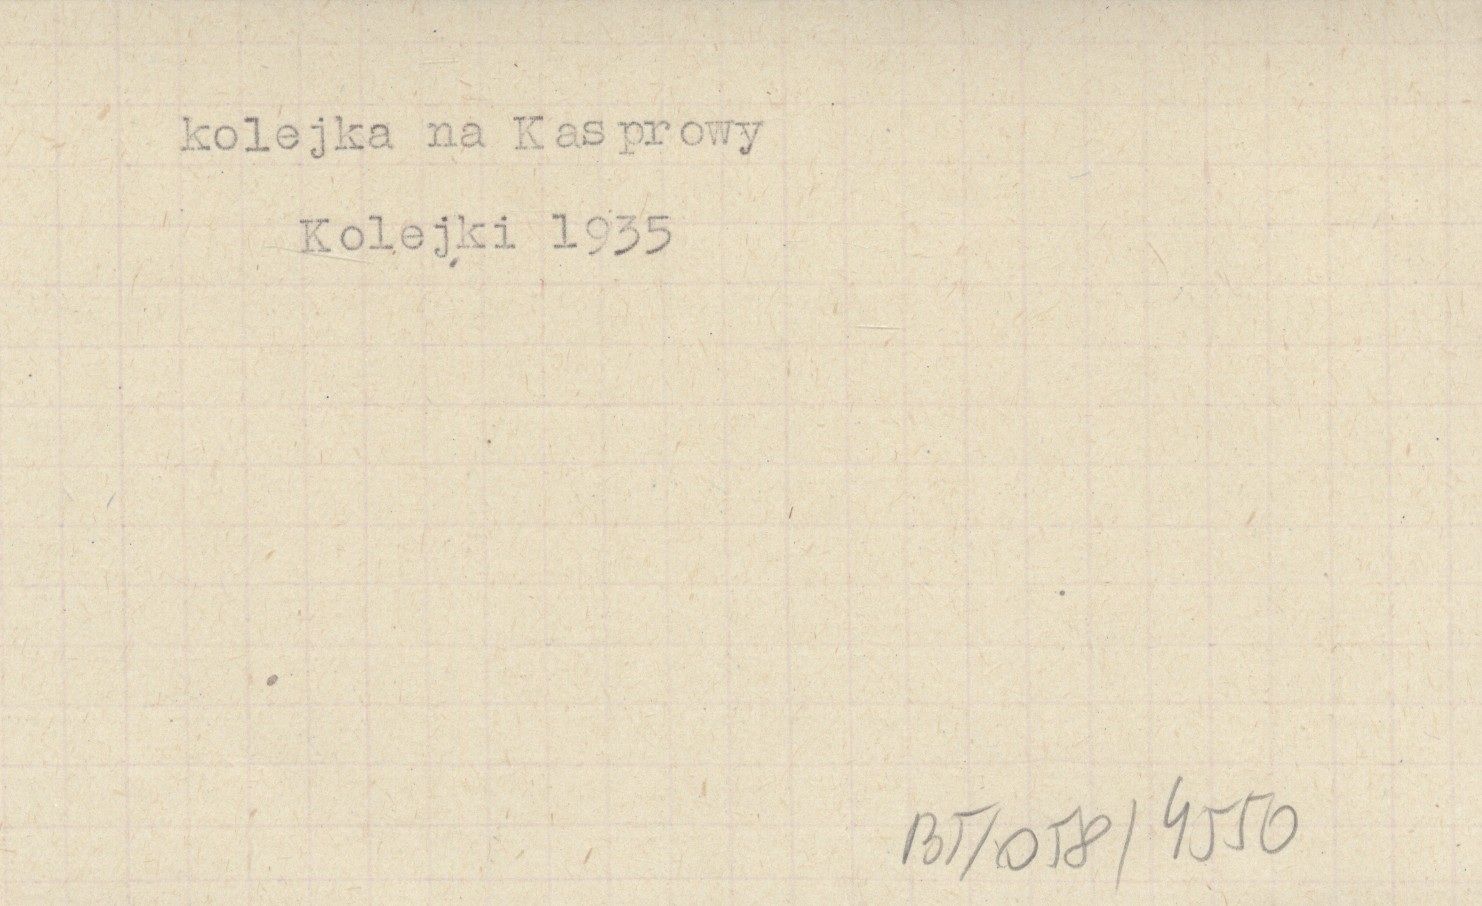 kolejka na Kasprowy
Kolejki 1935
BT/058/4550